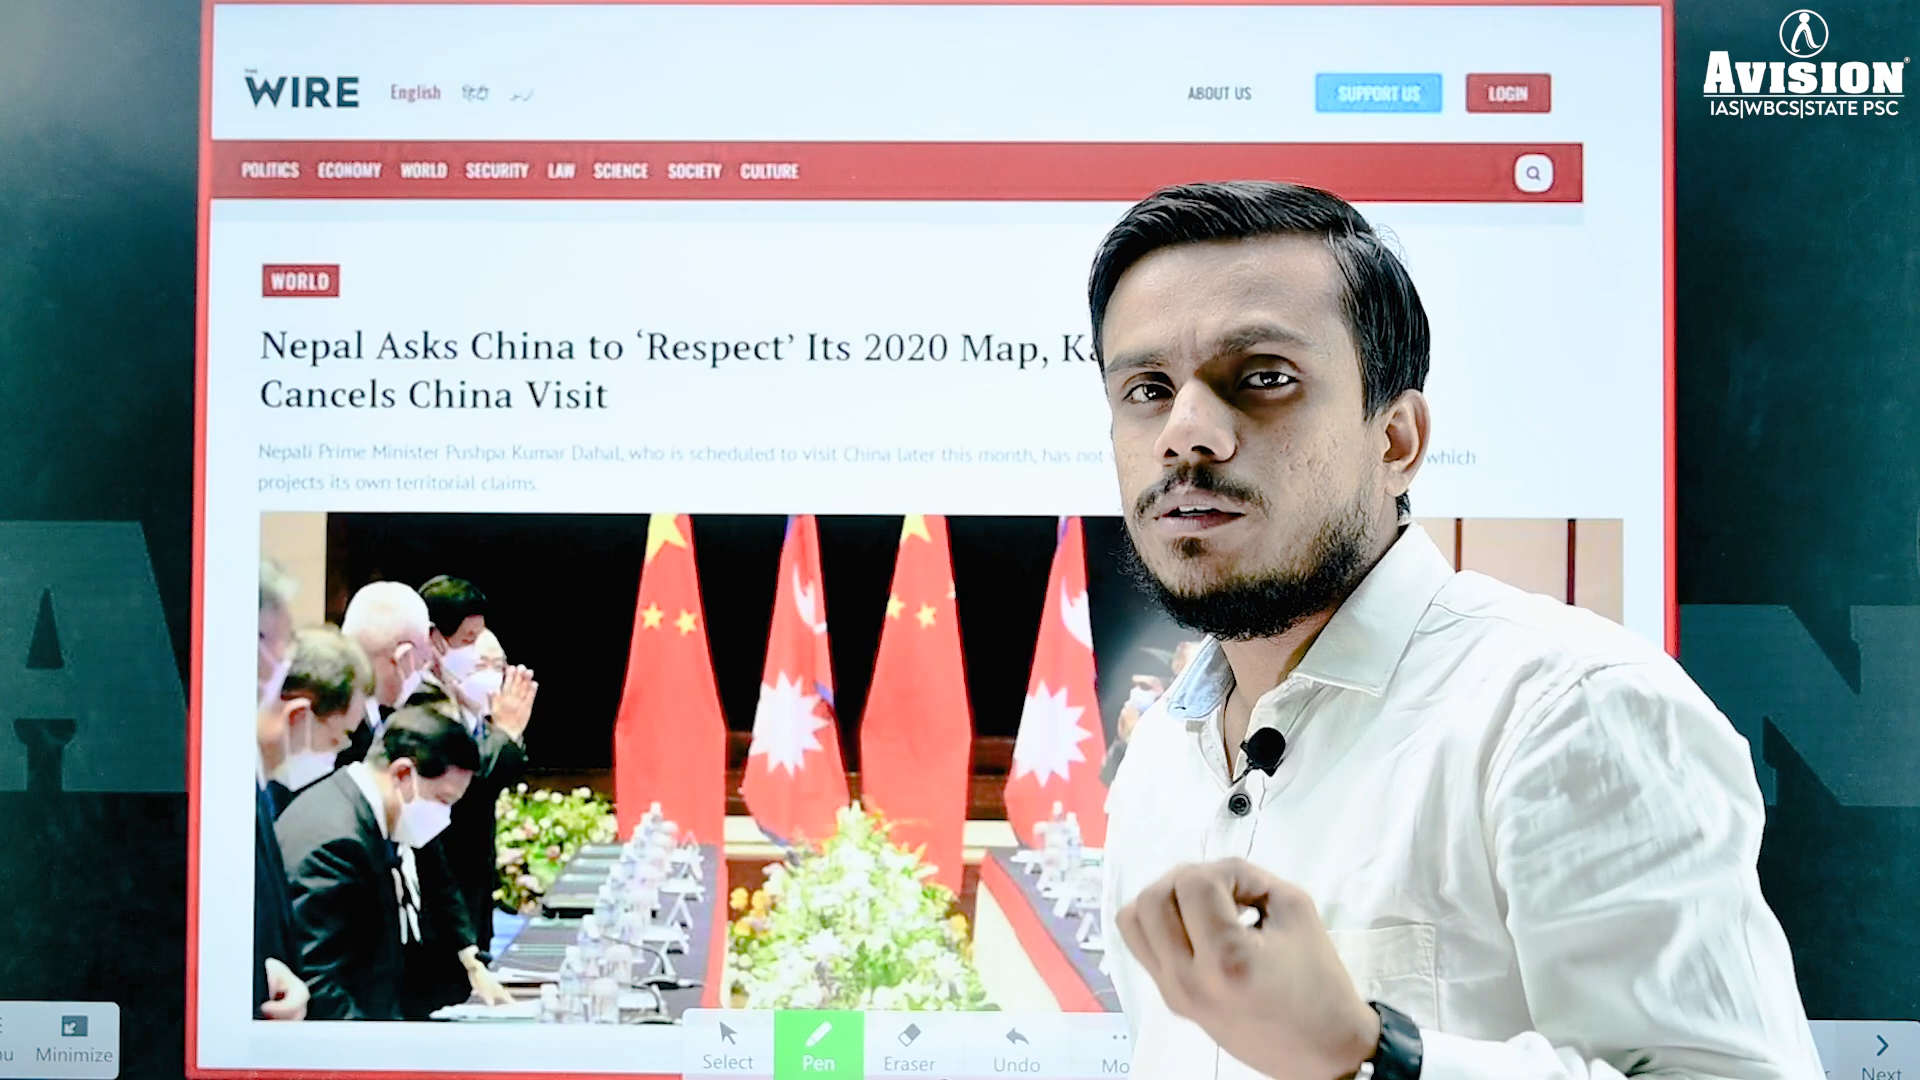 THE
WIRE
English हिंदी اردو
ABOUT US
SUPPORT US
LOGIN
AVISION®
IAS|WBCS|STATE PSC
POLITICS ECONOMY WORLD SECURITY LAW SCIENCE SOCIETY CULTURE
WORLD
Nepal Asks China to ‘Respect’ Its 2020 Map,
Cancels China Visit
Nepali Prime Minister Pushpa Kumar Dahal, who is scheduled to visit China later this month, has not which
projects its own territorial claims.
A N
Minimize
Select
Pen
Eraser
Undo
Next